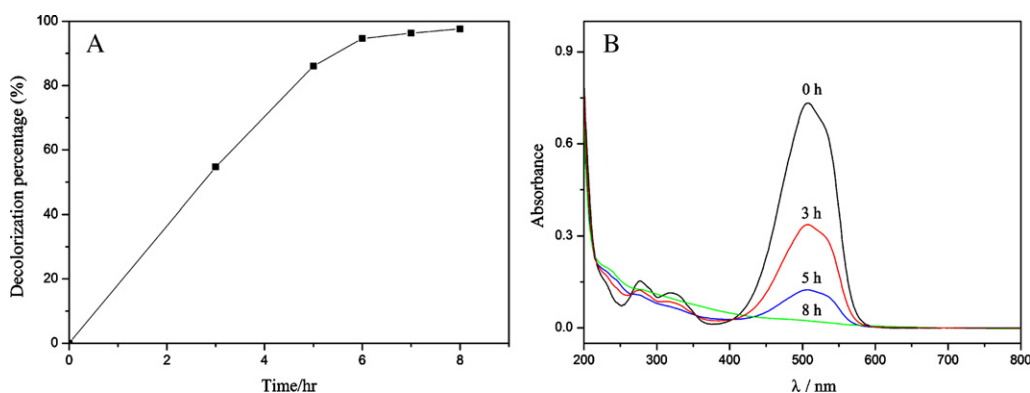 A
Decolorization percentage (%)
100
80
60
40
20
0
0
2
4
6
8
Time/hr
B
Absorbance
0.9
0.6
0.3
0.0
0 h
3 h
5 h
8 h
200
300
400
500
600
700
800
λ / nm